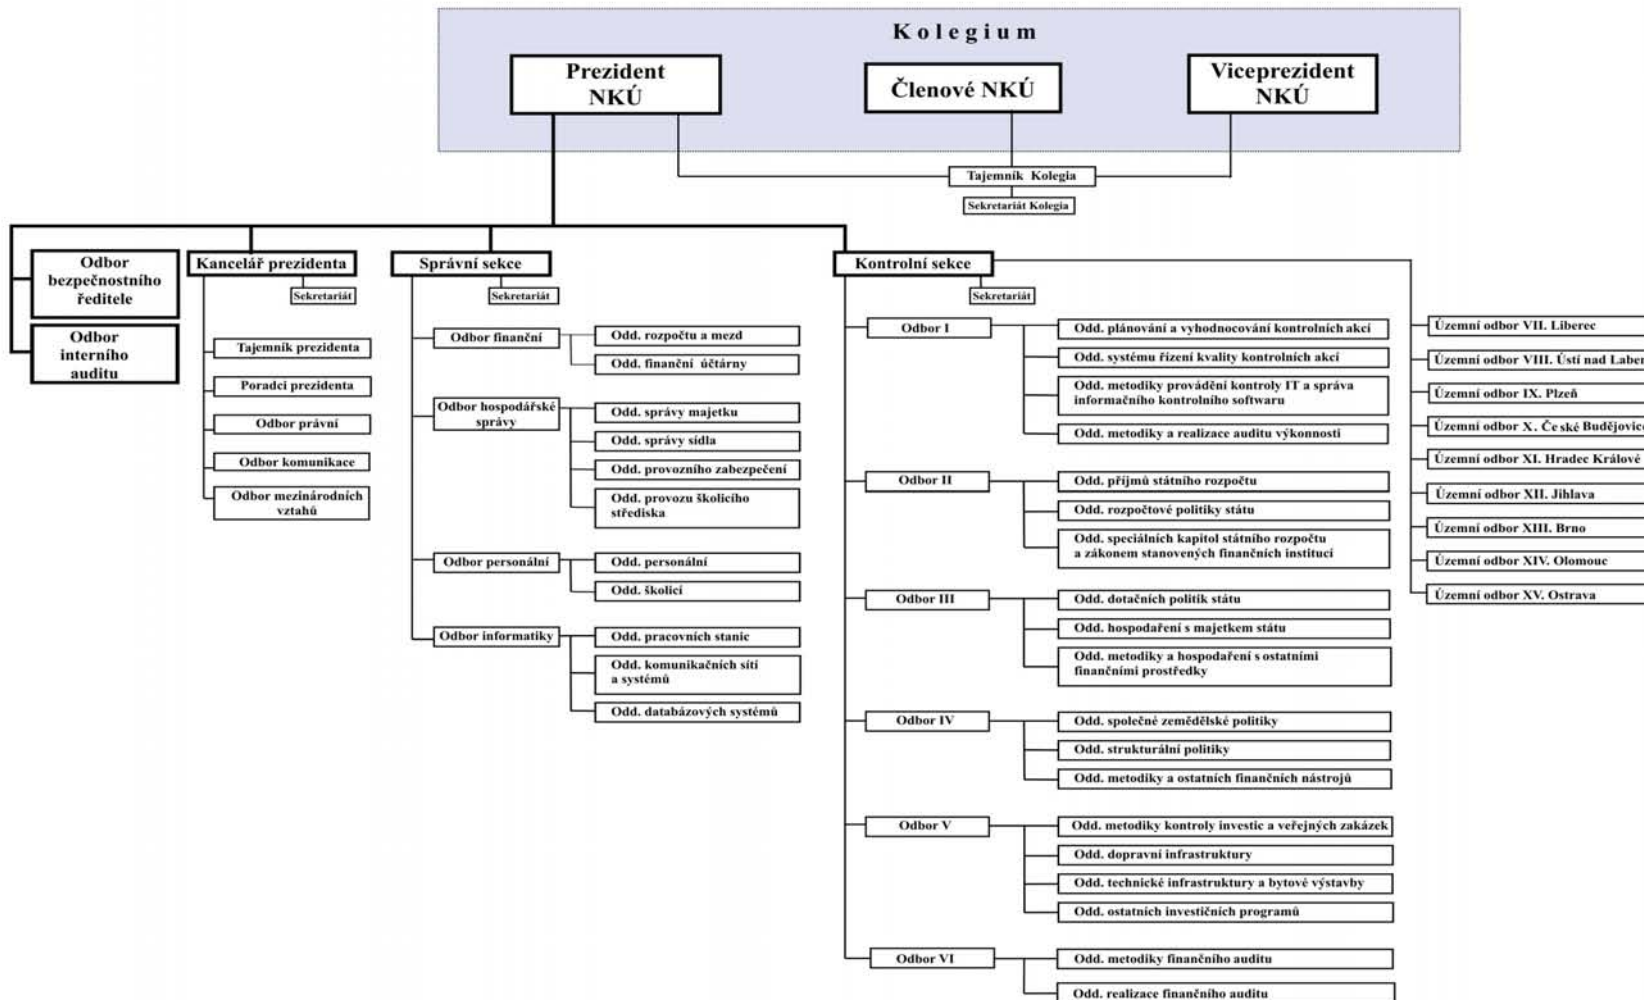 Kolegium
Prezident
NKÚ
Členové NKÚ
Viceprezident
NKÚ
Tajemník Kolegia
Sekretariát Kolegia
Odbor
bezpečnostního
ředitele
Odbor
interního
auditu
Kancelář prezidenta
Sekretariát
Tajemník prezidenta
Poradci prezidenta
Odbor právní
Odbor komunikace
Odbor mezinárodních
vztahů
Správní sekce
Sekretariát
Odbor finanční
Odd. rozpočtu a mezd
Odd. finanční účtárny
Odbor hospodářské
správy
Odd. správy majetku
Odd. správy sídla
Odd. provozního zabezpečení
Odd. provozu školicího
střediska
Odbor personální
Odd. personální
Odd. školicí
Odbor informatiky
Odd. pracovních stanic
Odd. komunikačních sítí
a systémů
Odd. databázových systémů
Kontrolní sekce
Sekretariát
Odbor I
Odd. plánování a vyhodnocování kontrolních akcí
Odd. systému řízení kvality kontrolních akcí
Odd. metodiky provádění kontroly IT a správa
informačního kontrolního softwaru
Odd. metodiky a realizace auditu výkonnosti
Odbor II
Odd. příjmů státního rozpočtu
Odd. rozpočtové politiky státu
Odd. speciálních kapitol státního rozpočtu
a zákonem stanovených finančních institucí
Odbor III
Odd. dotačních politik státu
Odd. hospodaření s majetkem státu
Odd. metodiky a hospodaření s ostatními
finančními prostředky
Odbor IV
Odd. společné zemědělské politiky
Odd. strukturální politiky
Odd. metodiky a ostatních finančních nástrojů
Odbor V
Odd. metodiky kontroly investic a veřejných zakázek
Odd. dopravní infrastruktury
Odd. technické infrastruktury a bytové výstavby
Odd. ostatních investičních programů
Odbor VI
Odd. metodiky finančního auditu
Odd. realizace finančního auditu
Územní odbor VII. Liberec
Územní odbor VIII. Ústí nad Labem
Územní odbor IX. Plzeň
Územní odbor X. České Budějovice
Územní odbor XI. Hradec Králové
Územní odbor XII. Jihlava
Územní odbor XIII. Brno
Územní odbor XIV. Olomouc
Územní odbor XV. Ostrava